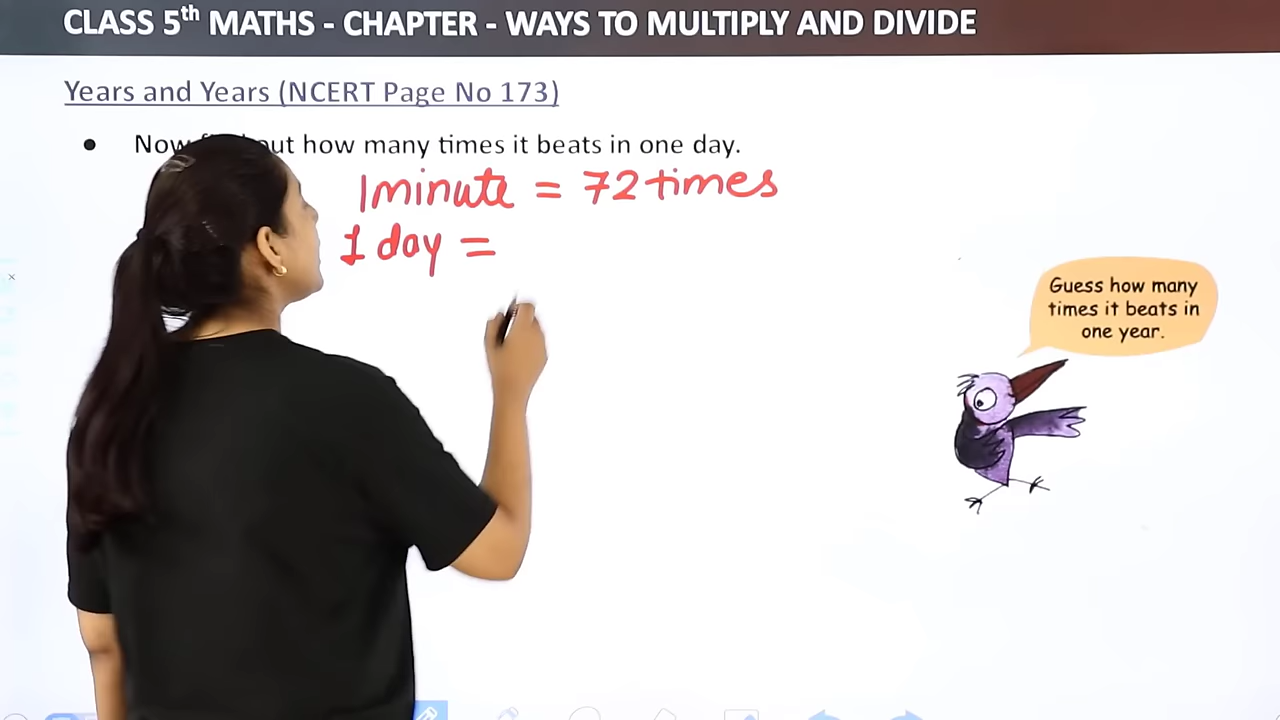 CLASS 5th MATHS - CHAPTER - WAYS TO MULTIPLY AND DIVIDE
Years and Years (NCERT Page No 173)
• Now out how many times it beats in one day.
1 minute = 72 times
1 day =
Guess how many
times it beats in
one year.